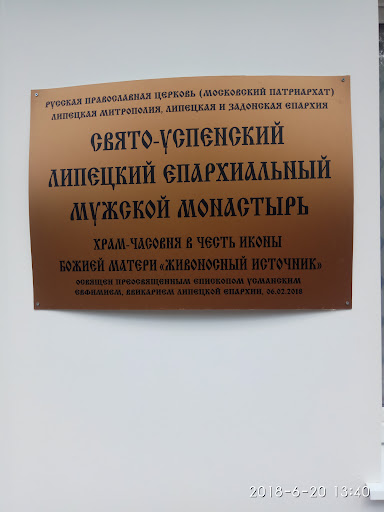 РУССКАЯ ПРАВОСЛАВНАЯ ЦЕРКОВЬ (МОСКОВСКИЙ ПАТРИАРХАТ)
ЛИПЕЦКАЯ МИТРОПОЛИЯ, ЛИПЕЦКАЯ И ЗАДОНСКАЯ ЕПАРХИЯ
СВЯТО-УСПЕНСКИЙ
ЛИПЕЦКИЙ ЕПАРХИАЛЬНЫЙ
МУЖСКОЙ МОНАСТЫРЬ
ХРАМ-ЧАСОВНЯ В ЧЕСТЬ ИКОНЫ
БОЖИЕЙ МАТЕРИ «ЖИВОНОСНЫЙ ИСТОЧНИК»
ОСВЯЩЕН ПРЕОСВЯЩЕННЫМ ЕПИСКОПОМ УСМАНСКИМ
ЕВФИМИЕМ, ВВИКАРИЕМ ЛИПЕЦКОЙ ЕПАРХИИ, 06.02.2018
2018-6-20 13:40